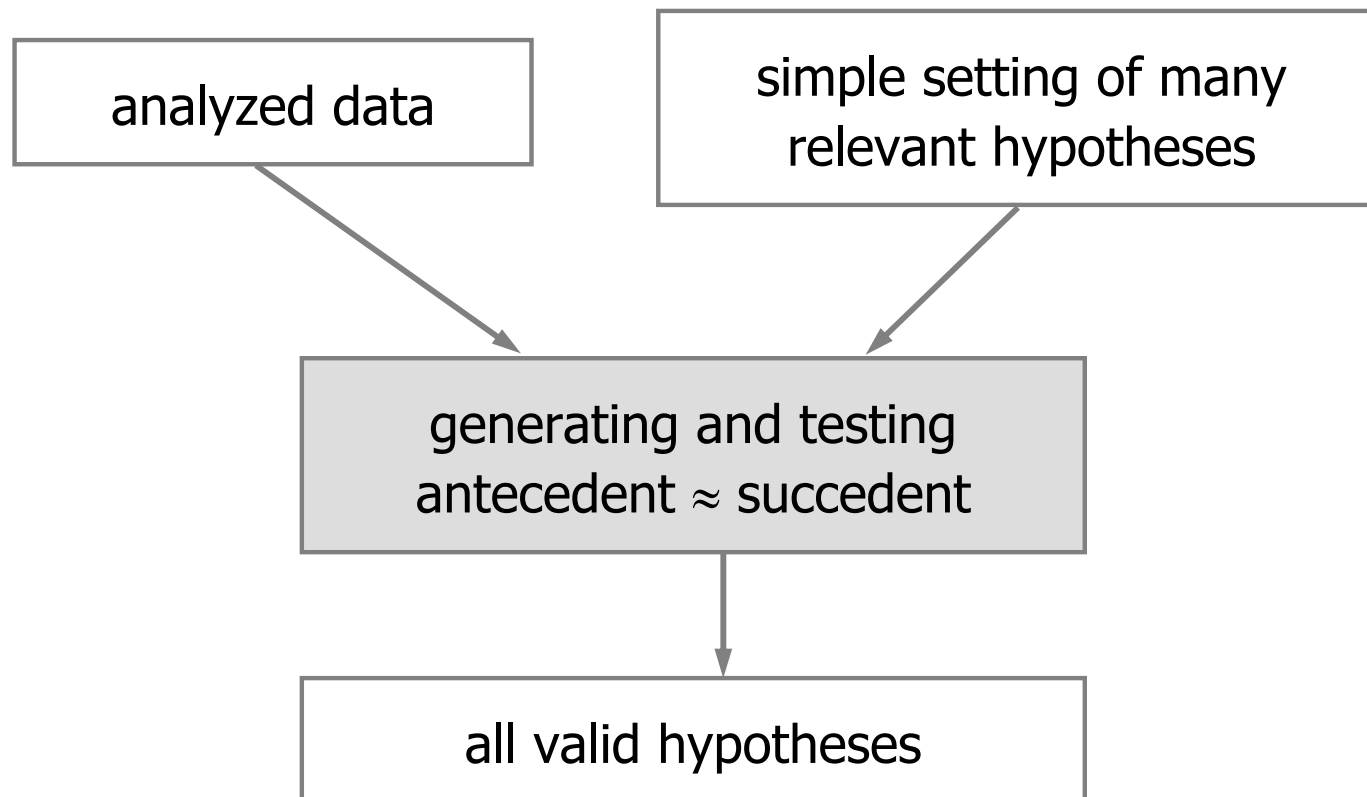 analyzed data
simple setting of many
relevant hypotheses
generating and testing
antecedent ≈ succedent
all valid hypotheses